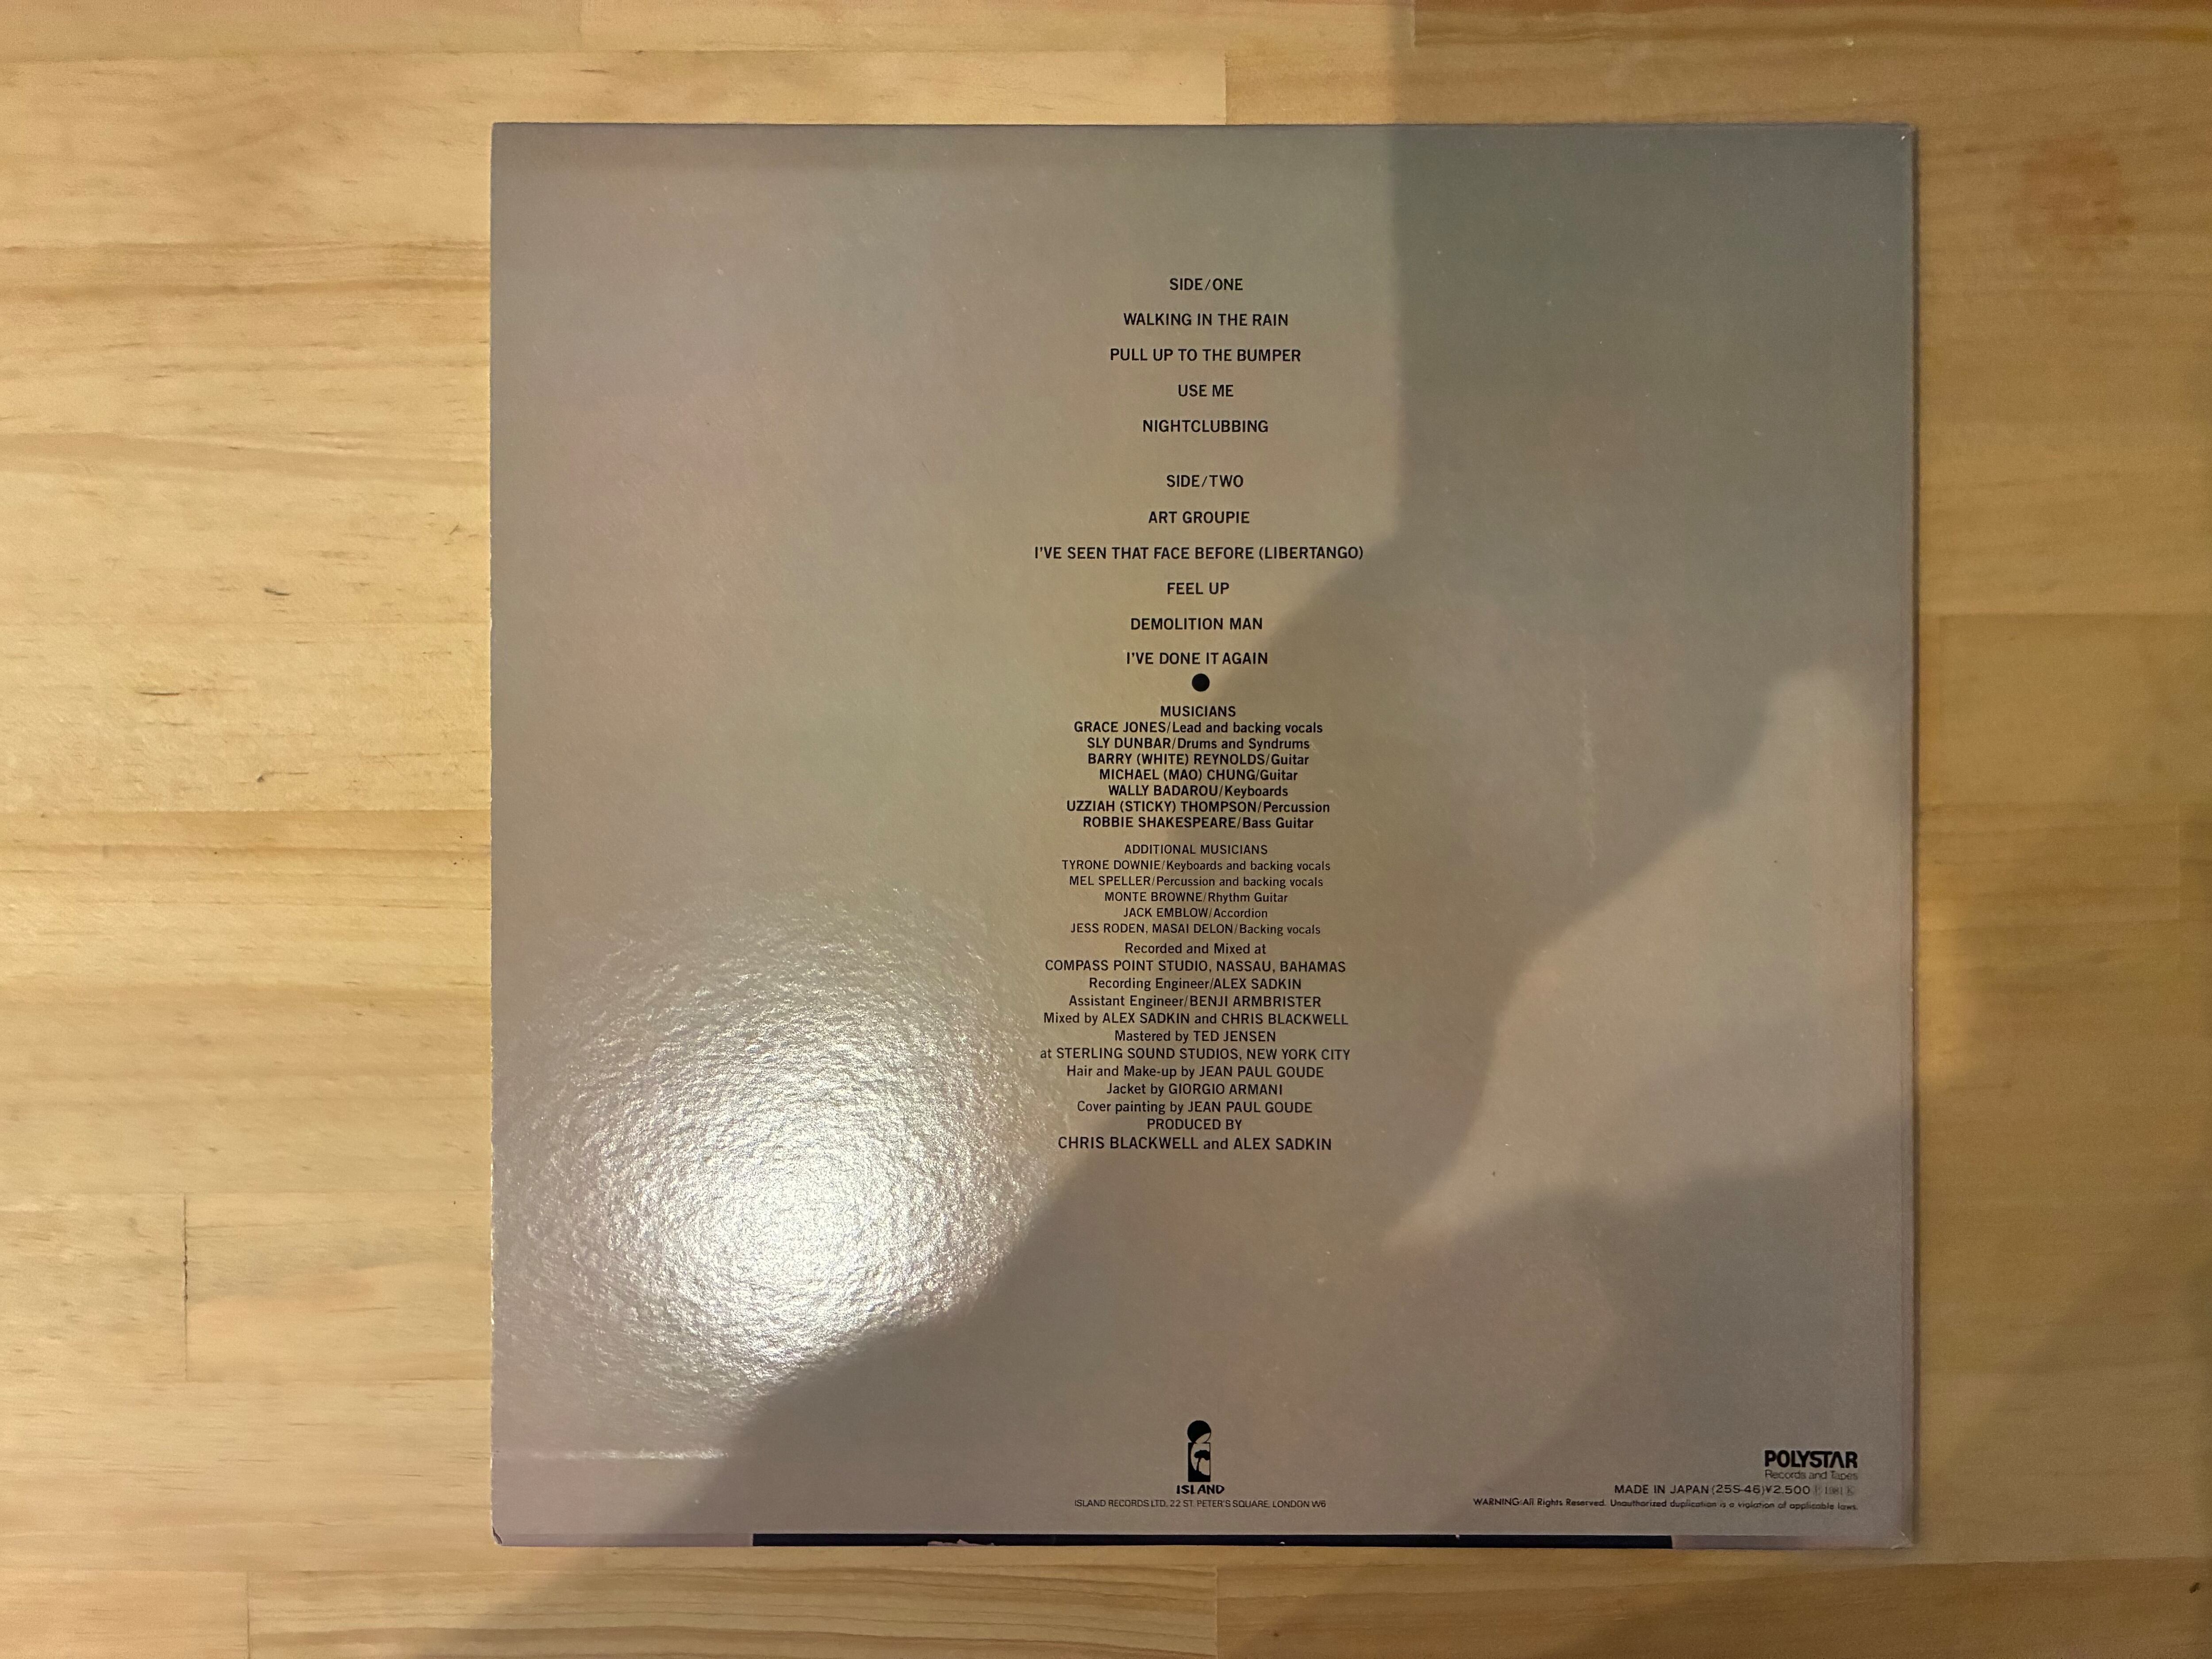 SIDE/ONE
WALKING IN THE RAIN
PULL UP TO THE BUMPER
USE ME
NIGHTCLUBBING
SIDE/TWO
ART GROUPIE
I'VE SEEN THAT FACE BEFORE (LIBERTANGO)
FEEL UP
DEMOLITION MAN
I'VE DONE IT AGAIN
MUSICIANS
GRACE JONES/Lead and backing vocals
SLY DUNBAR/Drums and Syndrums
BARRY (WHITE) REYNOLDS/Guitar
MICHAEL (MAO) CHUNG/Guitar
WALLY BADAROU/Keyboards
UZZIAH (STICKY) THOMPSON/Percussion
ROBBIE SHAKESPEARE/Bass Guitar
ADDITIONAL MUSICIANS
TYRONE DOWNIE/Keyboards and backing vocals
MEL SPELLER/Percussion and backing vocals
MONTE BROWNE/Rhythm Guitar
JACK EMBLOW/Accordion
JESS RODEN, MASAI DELON/Backing vocals
Recorded and Mixed at
COMPASS POINT STUDIO, NASSAU, BAHAMAS
Recording Engineer/ALEX SADKIN
Assistant Engineer/BENJI ARMBRISTER
Mixed by ALEX SADKIN and CHRIS BLACKWELL
Mastered by TED JENSEN
at STERLING SOUND STUDIOS, NEW YORK CITY
Hair and Make-up by JEAN PAUL GOUDE
Jacket by GIORGIO ARMANI
Cover painting by JEAN PAUL GOUDE
PRODUCED BY
CHRIS BLACKWELL and ALEX SADKIN
ISLAND
ISLAND RECORDS LTD, 22 ST. PETER'S SQUARE, LONDON W6
POLYSTAR
Records and Tapes
MADE IN JAPAN (25S-46) ¥2,500 Ⓟ 1981 Ⓚ
WARNING: All Rights Reserved. Unauthorized duplication is a violation of applicable laws.